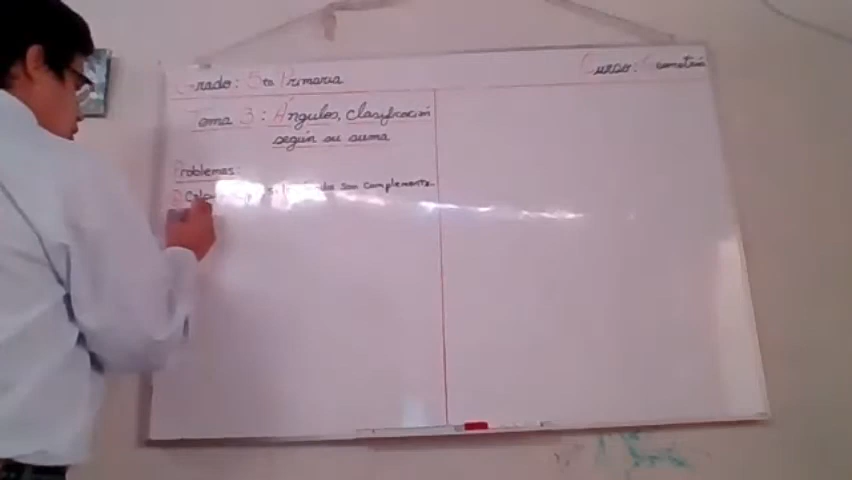 Grado: 5to Primaria
Curso: Geometría
Tema 3: Ángulos, clasificación
según su suma
Problemas:
son complementa-